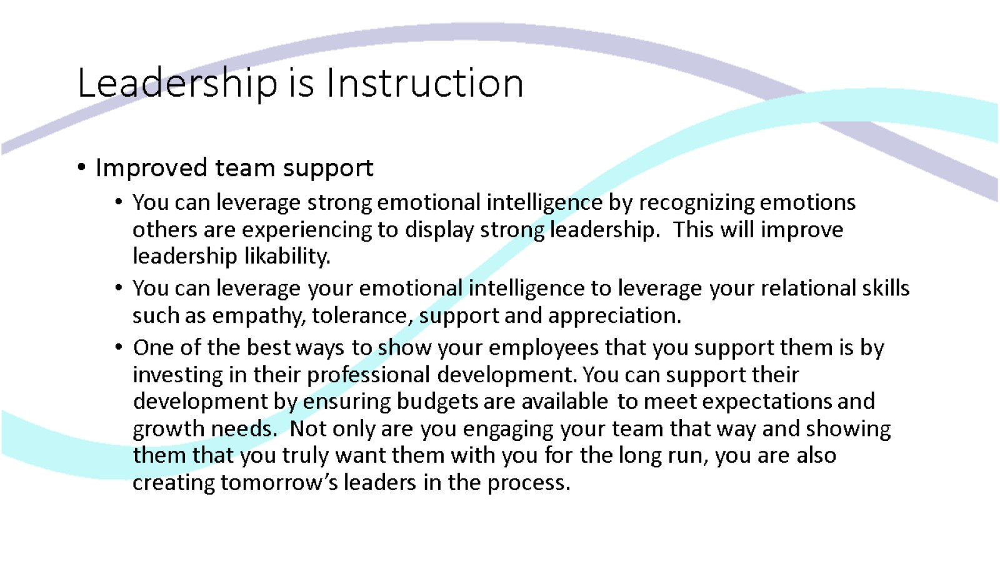 Leadership is Instruction
• Improved team support
• You can leverage strong emotional intelligence by recognizing emotions
others are experiencing to display strong leadership.  This will improve
leadership likability.
• You can leverage your emotional intelligence to leverage your relational skills
such as empathy, tolerance, support and appreciation.
• One of the best ways to show your employees that you support them is by
investing in their professional development. You can support their
development by ensuring budgets are available to meet expectations and
growth needs.  Not only are you engaging your team that way and showing
them that you truly want them with you for the long run, you are also
creating tomorrow’s leaders in the process.